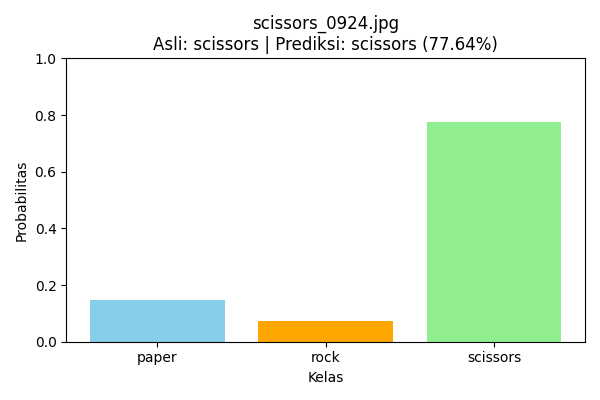 scissors_0924.jpg
Asli: scissors | Prediksi: scissors (77.64%)
1.0
0.8
0.6
0.4
0.2
0.0
Probabilitas
paper rock scissors
Kelas